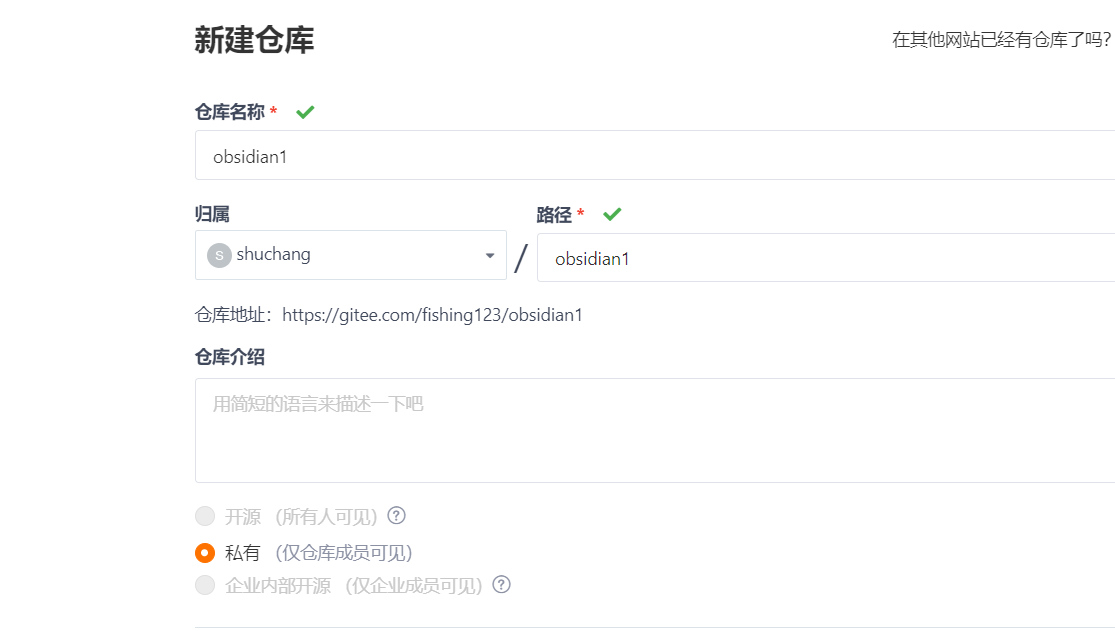 新建仓库
在其他网站已经有仓库了吗?
仓库名称 *
obsidian1
归属
路径 *
S shuchang
/
obsidian1
仓库地址：https://gitee.com/fishing123/obsidian1
仓库介绍
用简短的语言来描述一下吧
开源 （所有人可见） ?
私有 （仅仓库成员可见）
企业内部开源 （仅企业成员可见） ?